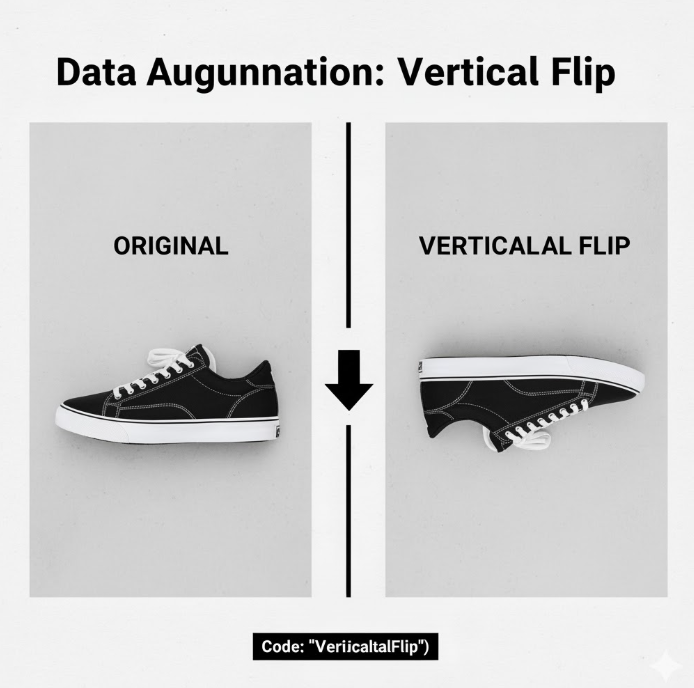 Data Augunnation: Vertical Flip
ORIGINAL
VERTICALAL FLIP
Code: "VeriicaltalFlip")